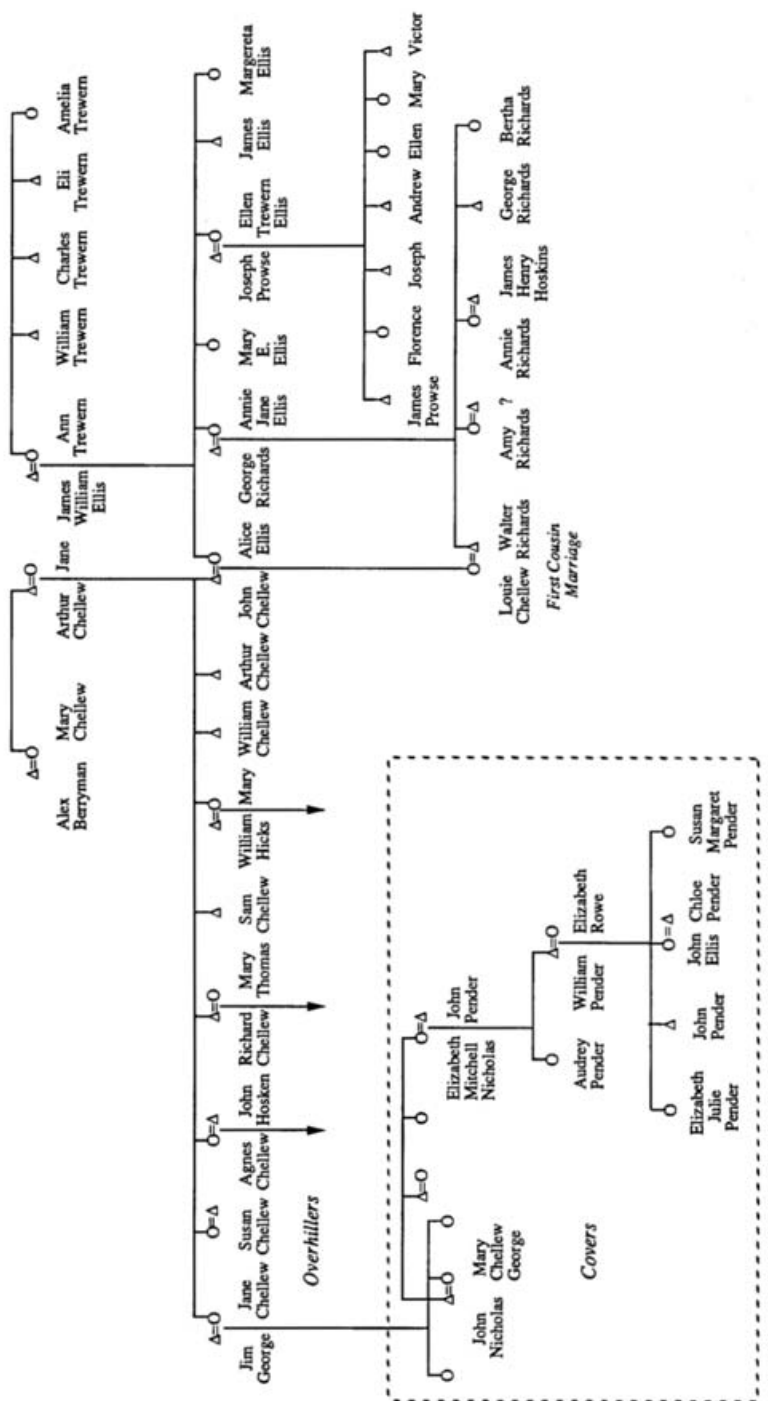 Alex
Berryman
Mary
Chellew
Arthur
Chellew
Jane
James
William
Ellis
Ann
Trewern
William
Trewern
Charles
Trewern
Eli
Trewern
Amelia
Trewern
Jim
George
Jane
Chellew
Susan
Chellew
Agnes
Chellew
John
Hosken
Richard
Chellew
Mary
Thomas
Sam
Chellew
William
Hicks
Mary
William
Chellew
Arthur
Chellew
John
Chellew
Alice
Ellis
George
Richards
Annie
Jane
Ellis
Mary
E.
Ellis
Joseph
Prowse
Ellen
Trewern
Ellis
James
Ellis
Margereta
Ellis
Overhillers
James
Prowse
Florence
Joseph
Andrew
Ellen
Mary
Victor
Louie
Chellew
Walter
Richards
First Cousin
Marriage
Amy
Richards
?
Annie
Richards
James
Henry
Hoskins
George
Richards
Bertha
Richards
John
Nicholas
Mary
Chellew
George
Elizabeth
Mitchell
Nicholas
John
Pender
Covers
Audrey
Pender
William
Pender
Elizabeth
Rowe
Elizabeth
Julie
Pender
John
Pender
John
Ellis
Chloe
Pender
Susan
Margaret
Pender